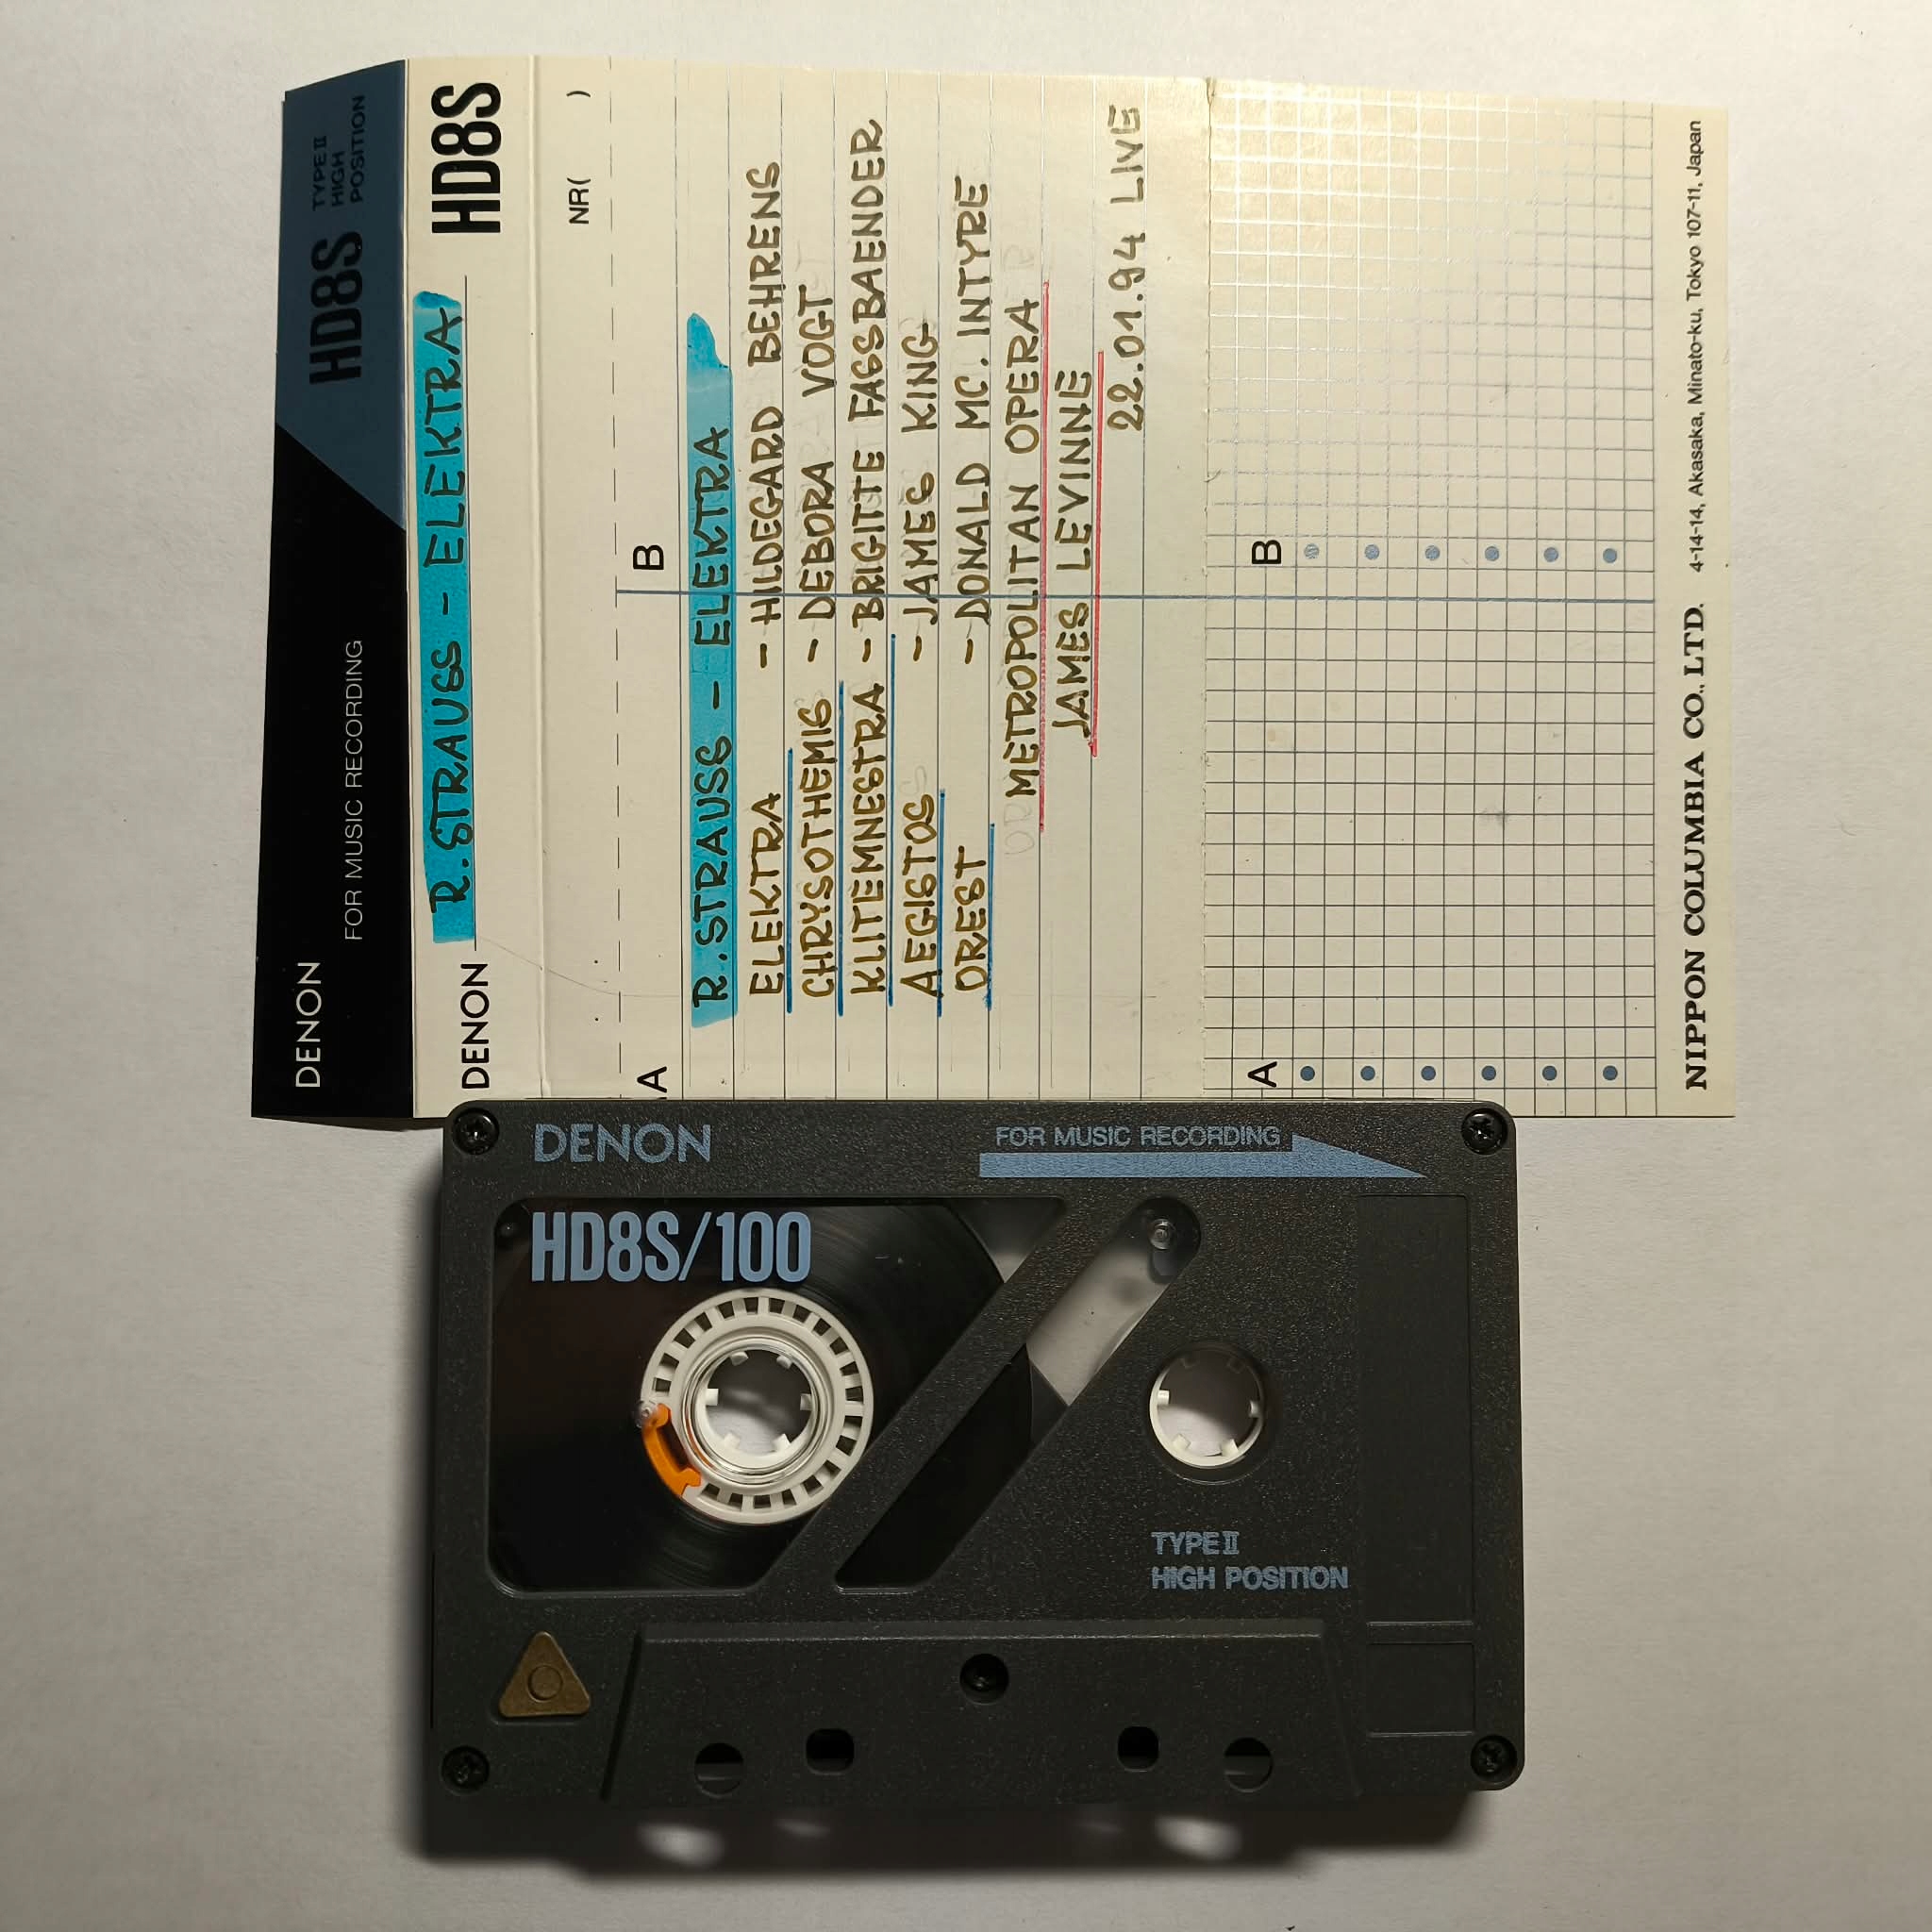 DENON
FOR MUSIC RECORDING
HD8S
TYPE II
HIGH
POSITION
DENON
R. STRAUSS - ELEKTRA
HD8S
NR( )
A B
R. STRAUSS - ELEKTRA
ELEKTRA - HILDEGARD BEHRENS
CHRYSOTHEMIS - DEBORA VOGT
KLITEMNESTRA - BRIGITTE FASSBAENDER
AEGISTOS - JAMES KING
OREST - DONALD MC. INTYRE
METROPOLITAN OPERA
JAMES LEVINNE
22.01.94 LIVE
A B
NIPPON COLUMBIA CO., LTD. 4-14-14, Akasaka, Minato-ku, Tokyo 107-11, Japan
DENON
FOR MUSIC RECORDING
HD8S/100
TYPE II
HIGH POSITION